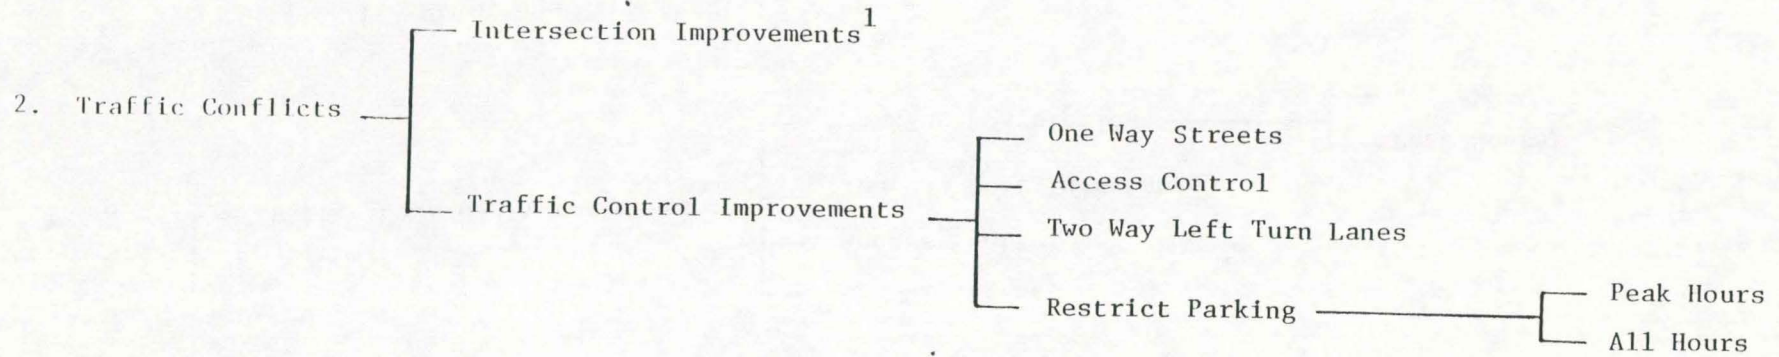 Intersection Improvements1
2. Traffic Conflicts
One Way Streets
Access Control
Traffic Control Improvements
Two Way Left Turn Lanes
Restrict Parking
Peak Hours
All Hours